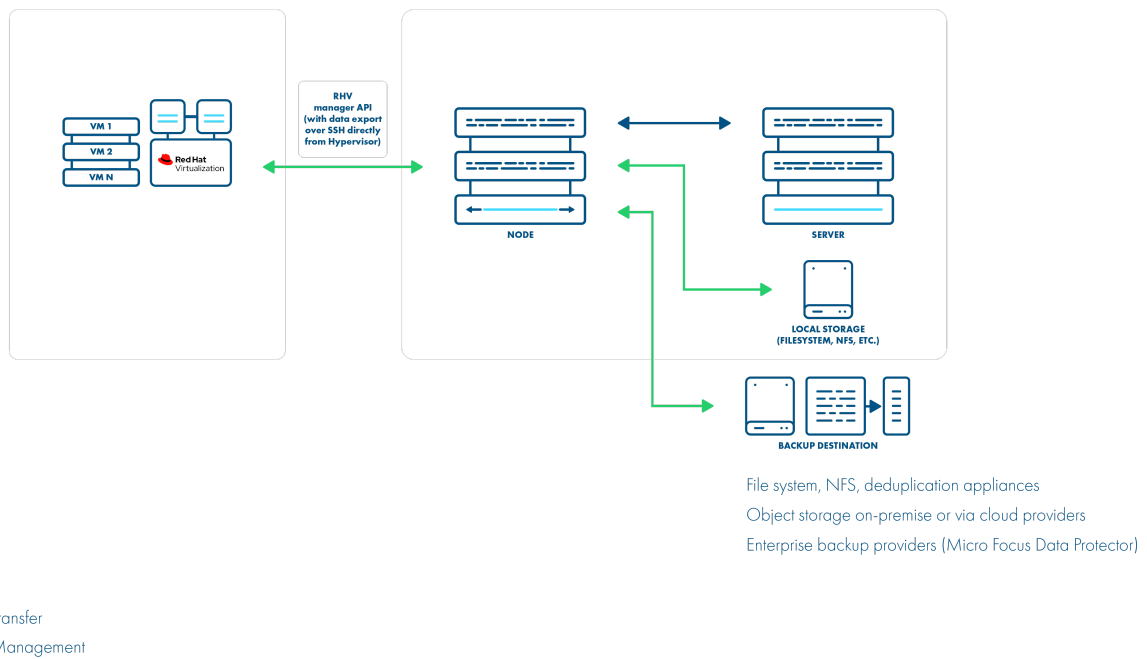 RHV
manager API
(with data export
over SSH directly
from Hypervisor)
VM 1
VM 2
VM N
Red Hat
Virtualization
NODE
SERVER
LOCAL STORAGE
(FILESYSTEM, NFS, ETC.)
BACKUP DESTINATION
File system, NFS, deduplication appliances
Object storage on-premise or via cloud providers
Enterprise backup providers (Micro Focus Data Protector)
ansfer
Management